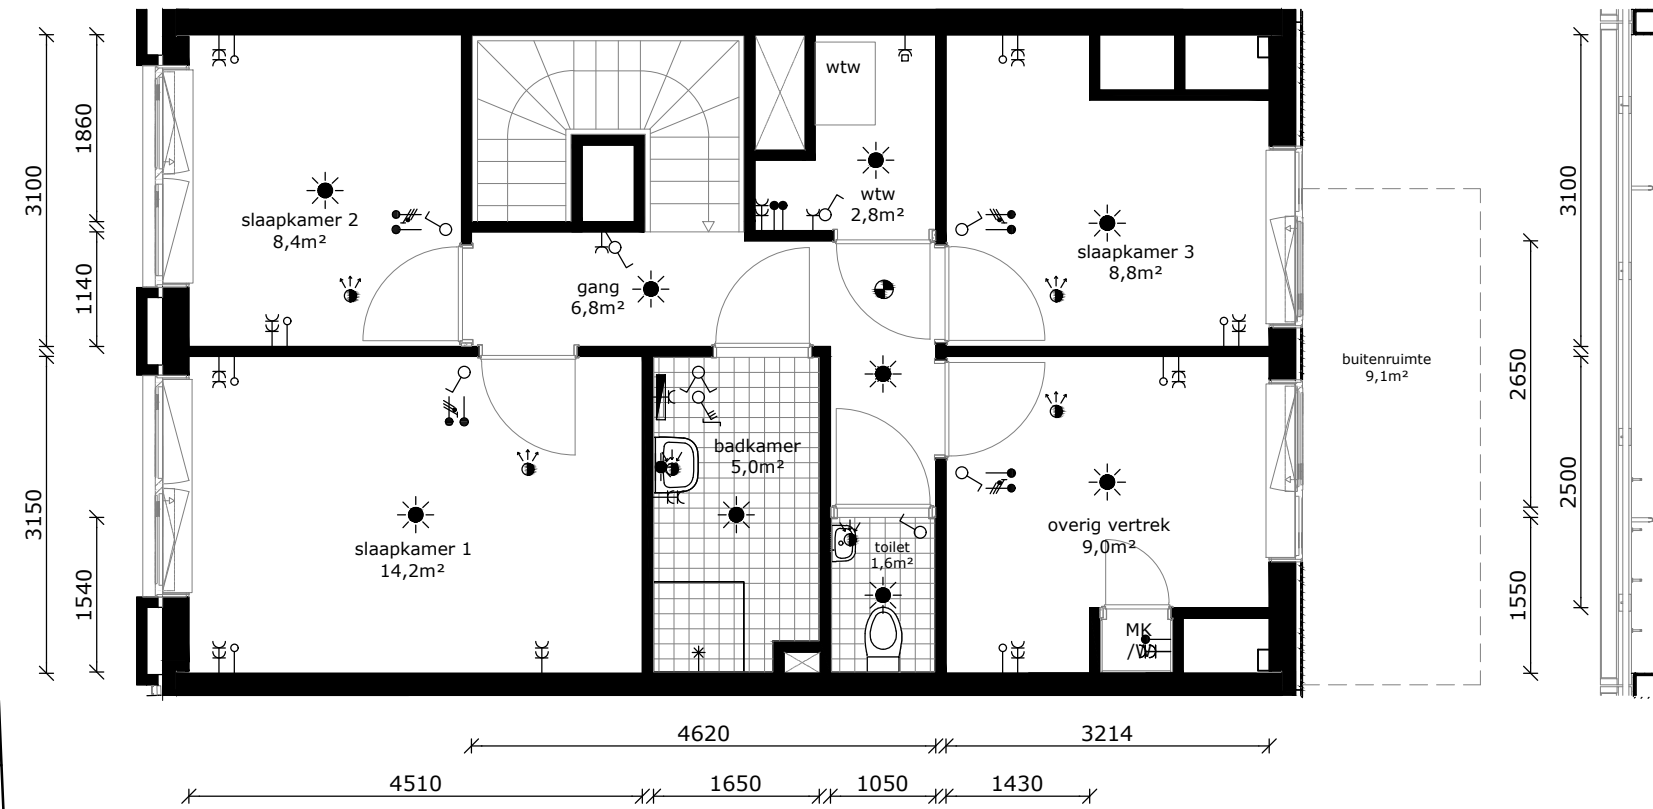 wtw
wtw
2,8m²
slaapkamer 2
8,4m²
slaapkamer 3
8,8m²
gang
6,8m²
buitenruimte
9,1m²
badkamer
5,0m²
slaapkamer 1
14,2m²
overig vertrek
9,0m²
toilet
1,6m²
MK
3100
1860
1140
3150
1540
3100
2650
2500
1550
4620
3214
4510
1650
1050
1430